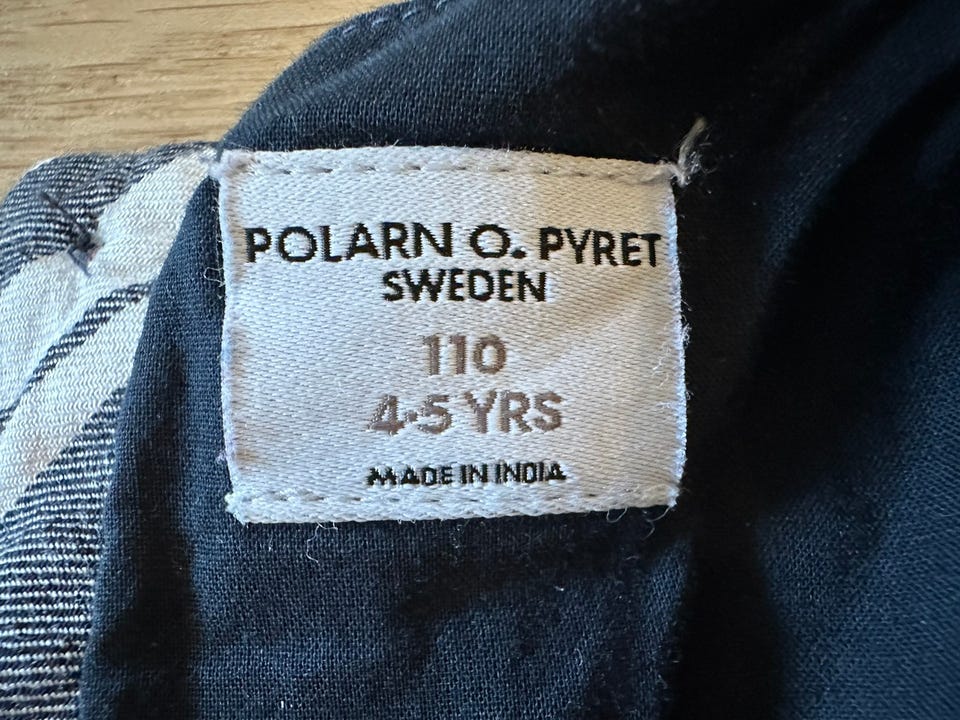 POLARN O. PYRET
SWEDEN
110
4-5 YRS
MADE IN INDIA